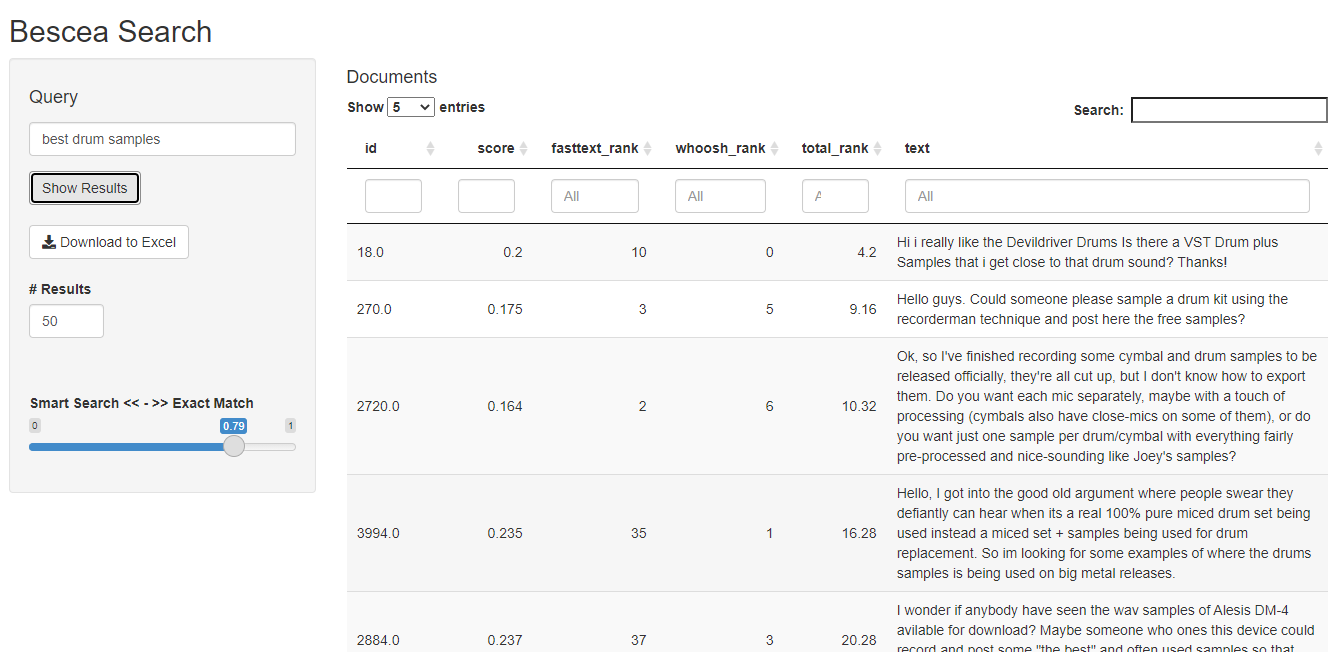 Bescea Search
Query
best drum samples
Show Results
Download to Excel
# Results
50
Smart Search << - >> Exact Match
0 0.79 1
Documents
Show 5 entries
Search:
id score fasttext_rank whoosh_rank total_rank text
All All All
18.0 0.2 10 0 4.2 Hi i really like the Devildriver Drums Is there a VST Drum plus
Samples that i get close to that drum sound? Thanks!
270.0 0.175 3 5 9.16 Hello guys. Could someone please sample a drum kit using the
recorderman technique and post here the free samples?
Ok, so I've finished recording some cymbal and drum samples to be
released officially, they're all cut up, but I don't know how to export
them. Do you want each mic separately, maybe with a touch of
2720.0 0.164 2 6 10.32 processing (cymbals also have close-mics on some of them), or do
you want just one sample per drum/cymbal with everything fairly
pre-processed and nice-sounding like Joey's samples?
Hello, I got into the good old argument where people swear they
defiantly can hear when its a real 100% pure miced drum set being
3994.0 0.235 35 1 16.28 used instead a miced set + samples being used for drum
replacement. So im looking for some examples of where the drums
samples is being used on big metal releases.
I wonder if anybody have seen the wav samples of Alesis DM-4
2884.0 0.237 37 3 20.28 avilable for download? Maybe someone who ones this device could
record and post some "the best" and often used samples so that